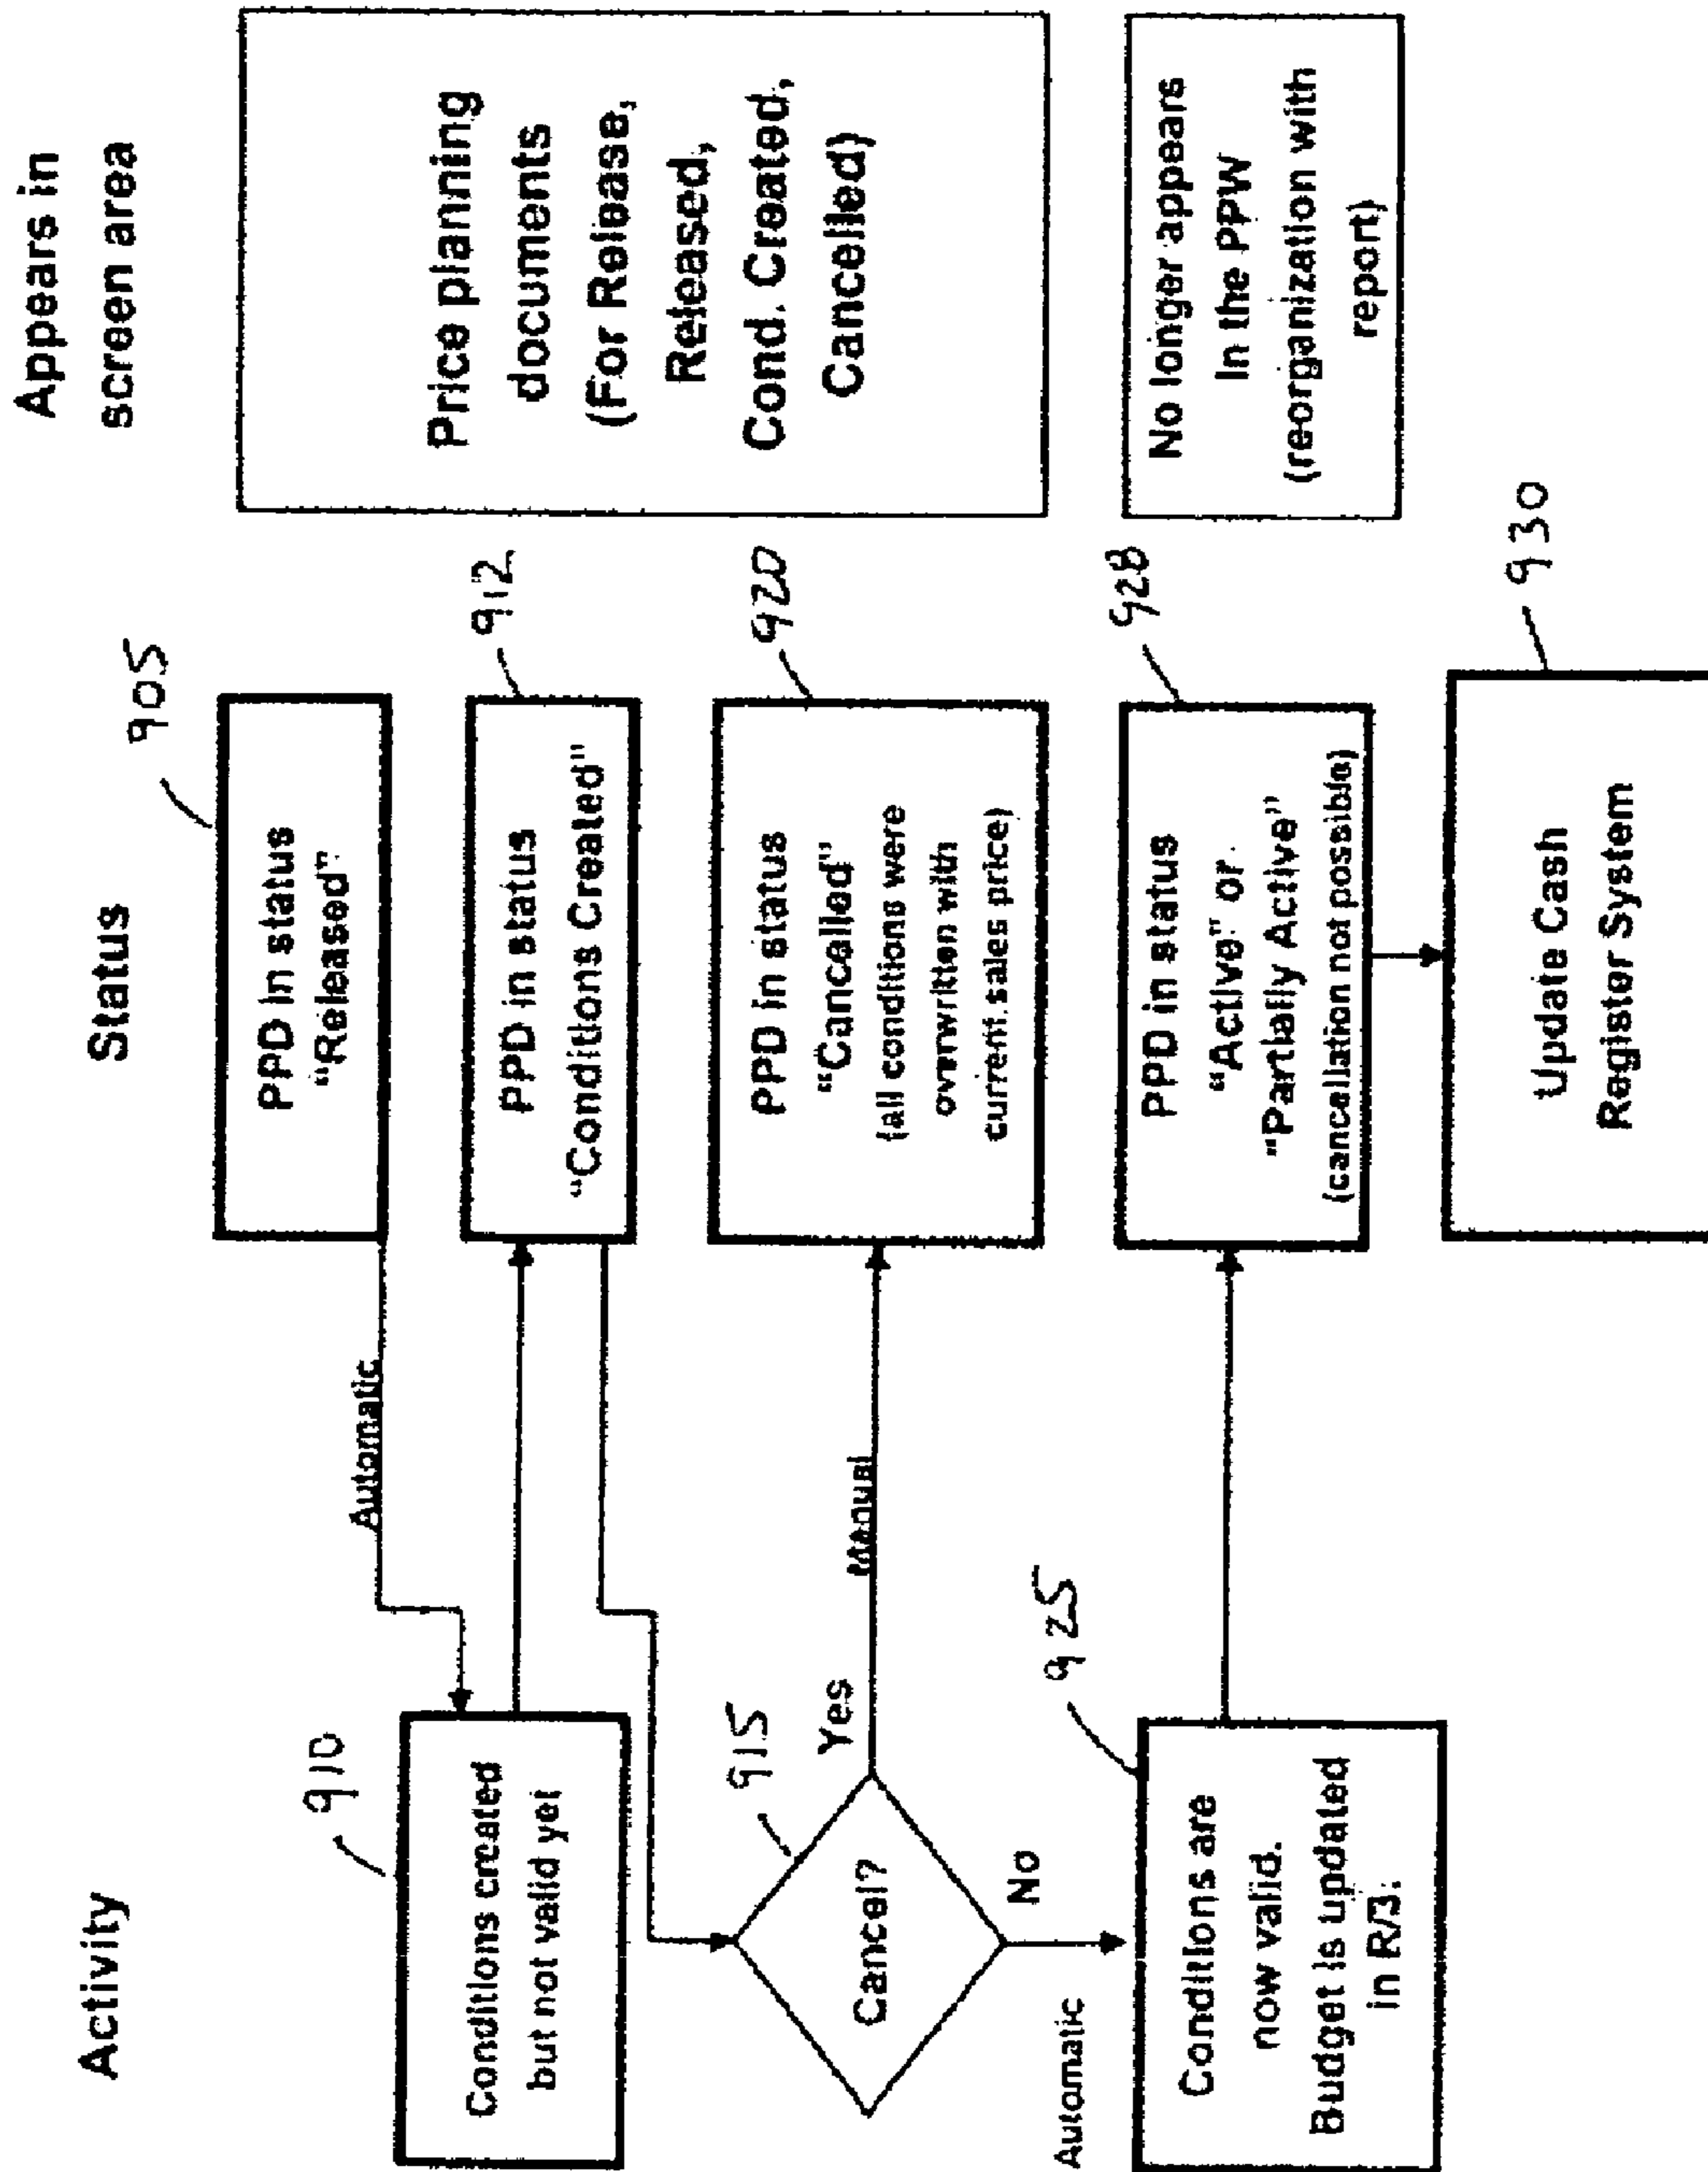 Activity
Status
Appears in
screen area
905
PPD in status
"Released"
Automatic
910
Conditions created
but not valid yet
912
PPD in status
"Conditions Created"
Price planning
documents
(For Release,
Released,
Cond. Created,
Cancelled)
915
Cancel?
Yes
Manual
No
Automatic
920
PPD in status
"Cancelled"
(all conditions were
overwritten with
current sales price)
925
Conditions are
now valid.
Budget is updated
in R/3.
928
PPD in status
"Active" or
"Partially Active"
(cancellation not possible)
No longer appears
In the PPW
(reorganization with
report)
930
Update Cash
Register System